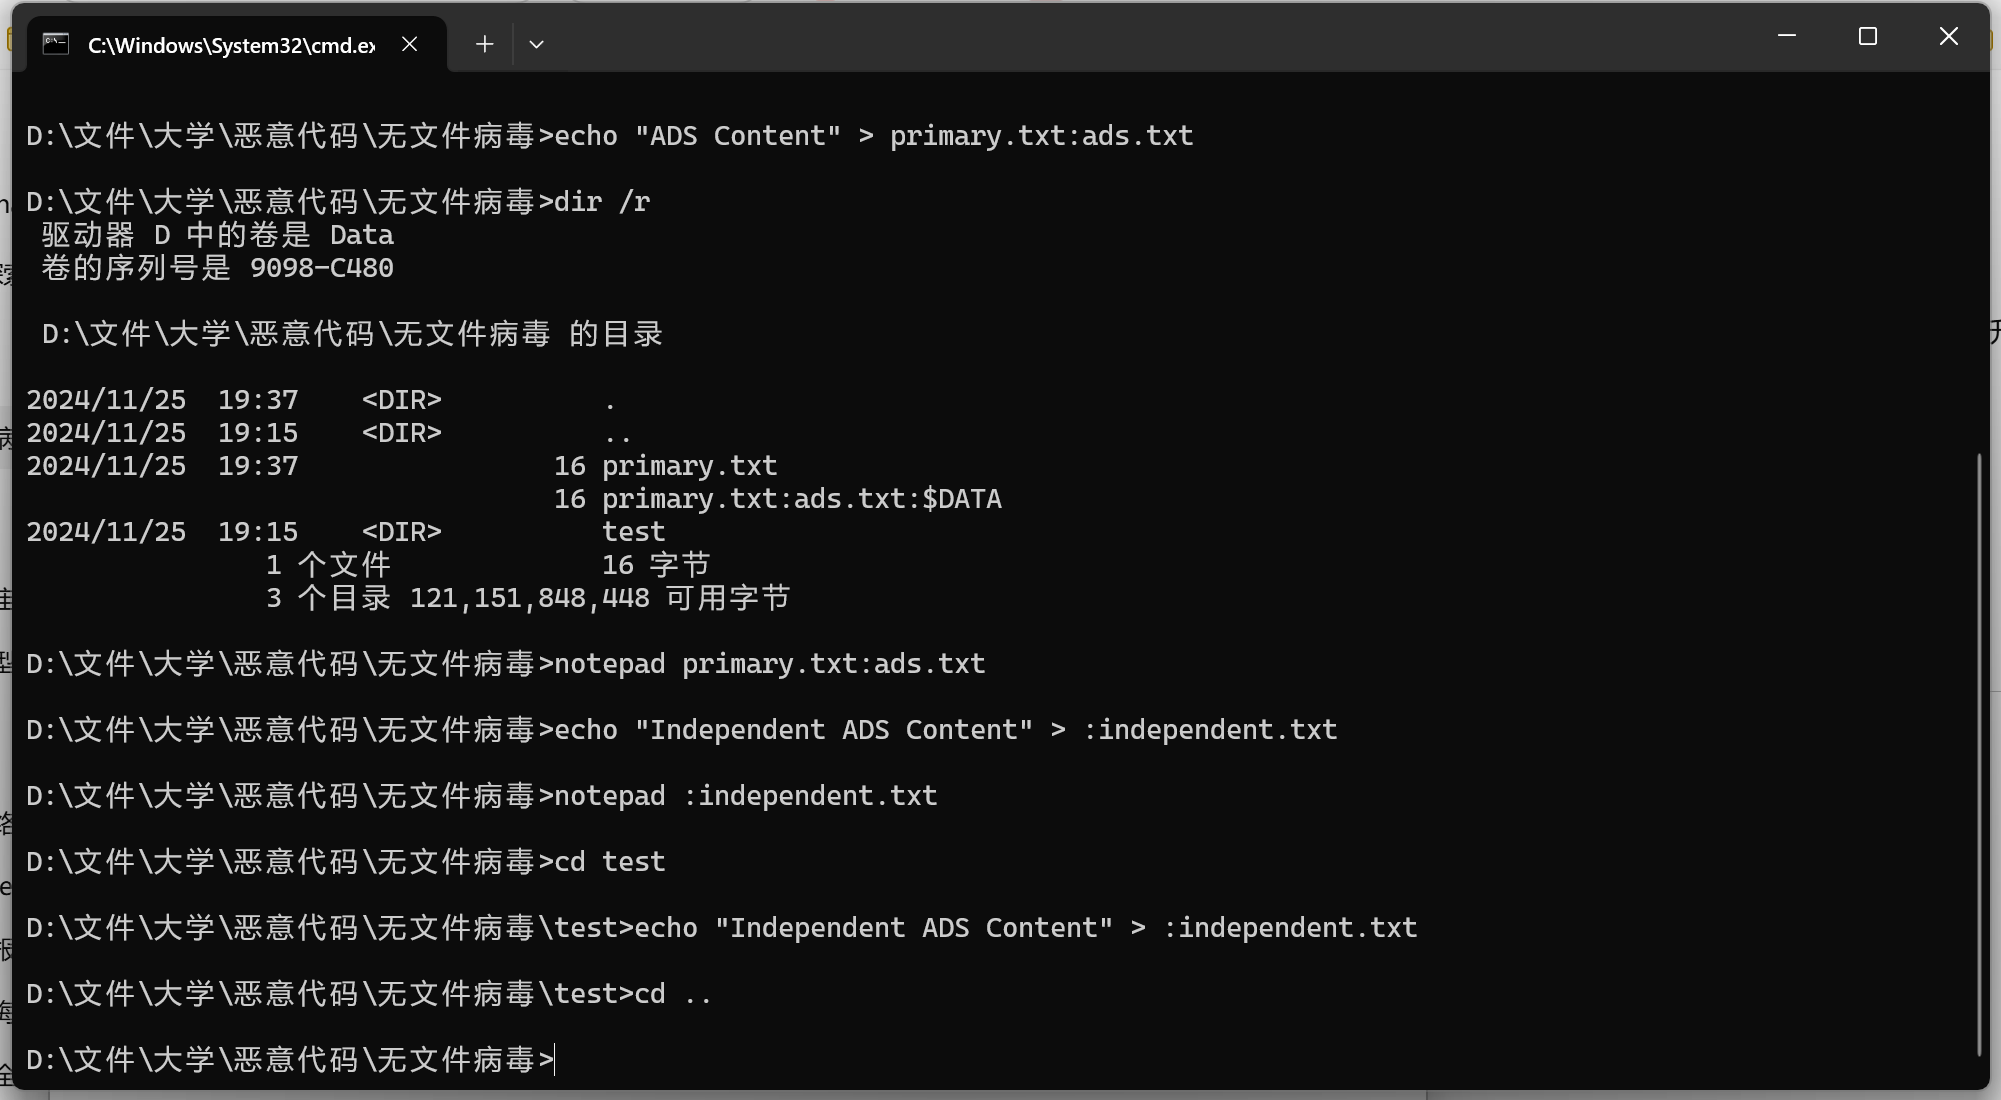 C:\Windows\System32\cmd.ex
D:\文件\大学\恶意代码\无文件病毒>echo "ADS Content" > primary.txt:ads.txt
D:\文件\大学\恶意代码\无文件病毒>dir /r
驱动器 D 中的卷是 Data
卷的序列号是 9098-C480
D:\文件\大学\恶意代码\无文件病毒 的目录
2024/11/25  19:37    <DIR>          .
2024/11/25  19:15    <DIR>          ..
2024/11/25  19:37                16 primary.txt
16 primary.txt:ads.txt:$DATA
2024/11/25  19:15    <DIR>          test
1 个文件             16 字节
3 个目录 121,151,848,448 可用字节
D:\文件\大学\恶意代码\无文件病毒>notepad primary.txt:ads.txt
D:\文件\大学\恶意代码\无文件病毒>echo "Independent ADS Content" > :independent.txt
D:\文件\大学\恶意代码\无文件病毒>notepad :independent.txt
D:\文件\大学\恶意代码\无文件病毒>cd test
D:\文件\大学\恶意代码\无文件病毒\test>echo "Independent ADS Content" > :independent.txt
D:\文件\大学\恶意代码\无文件病毒\test>cd ..
D:\文件\大学\恶意代码\无文件病毒>